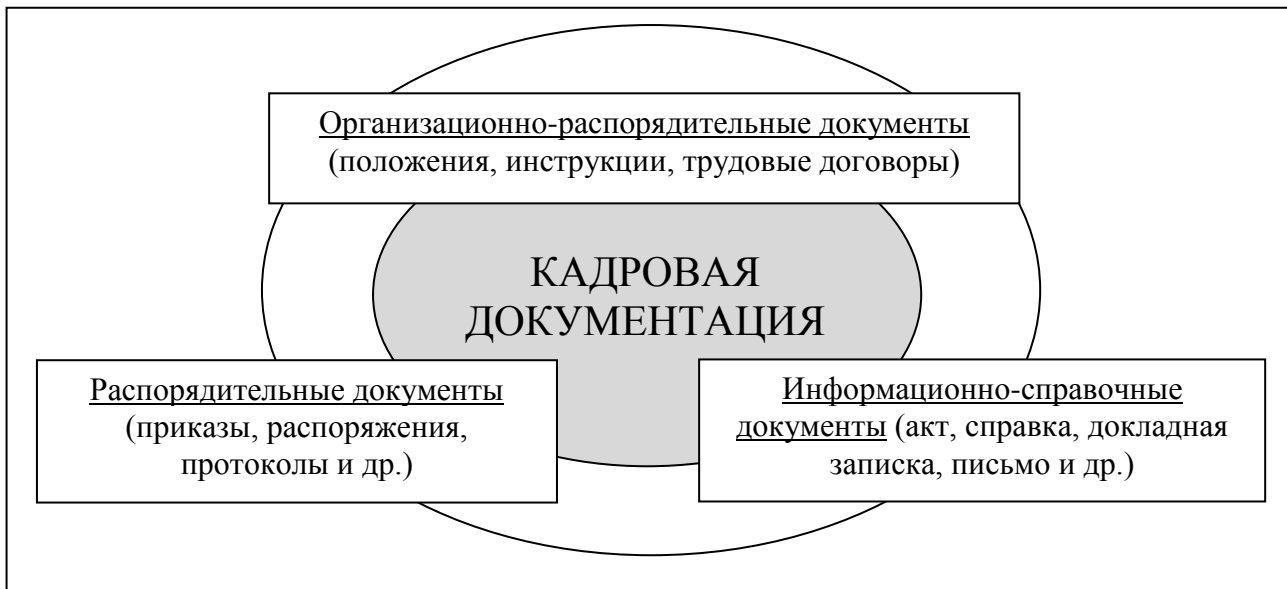 Организационно-распорядительные документы
(положения, инструкции, трудовые договоры)
КАДРОВАЯ
ДОКУМЕНТАЦИЯ
Распорядительные документы
(приказы, распоряжения,
протоколы и др.)
Информационно-справочные
документы (акт, справка, докладная
записка, письмо и др.)